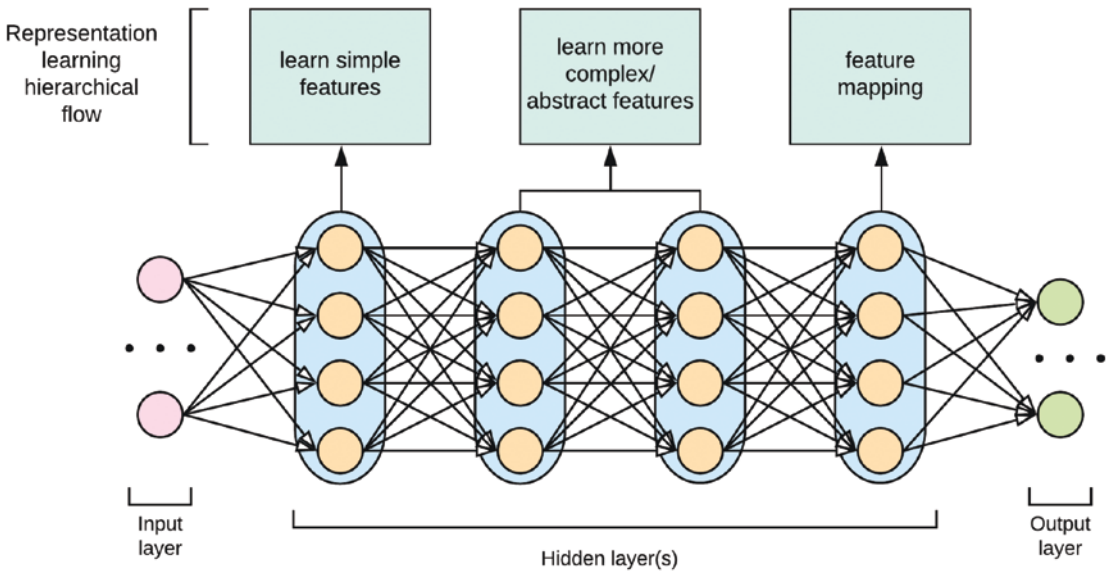 Representation
learning
hierarchical
flow
learn simple
features
learn more
complex/
abstract features
feature
mapping
Input
layer
Hidden layer(s)
Output
layer